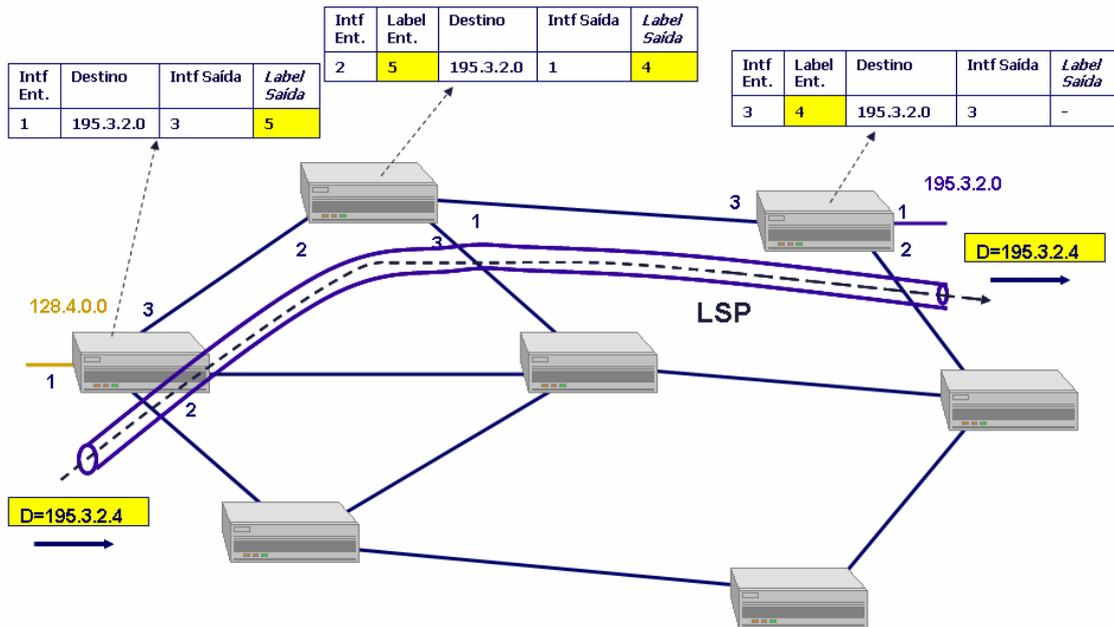 Intf Label Destino Intf Saída Label
Ent. Ent. Saída
2 5 195.3.2.0 1 4
Intf Label Destino Intf Saída Label
Ent. Ent. Saída
3 4 195.3.2.0 3 -
Intf Destino Intf Saída Label
Ent. Saída
1 195.3.2.0 3 5
195.3.2.0
3
1
1
2
3
2
D=195.3.2.4
128.4.0.0
3
LSP
1
2
D=195.3.2.4